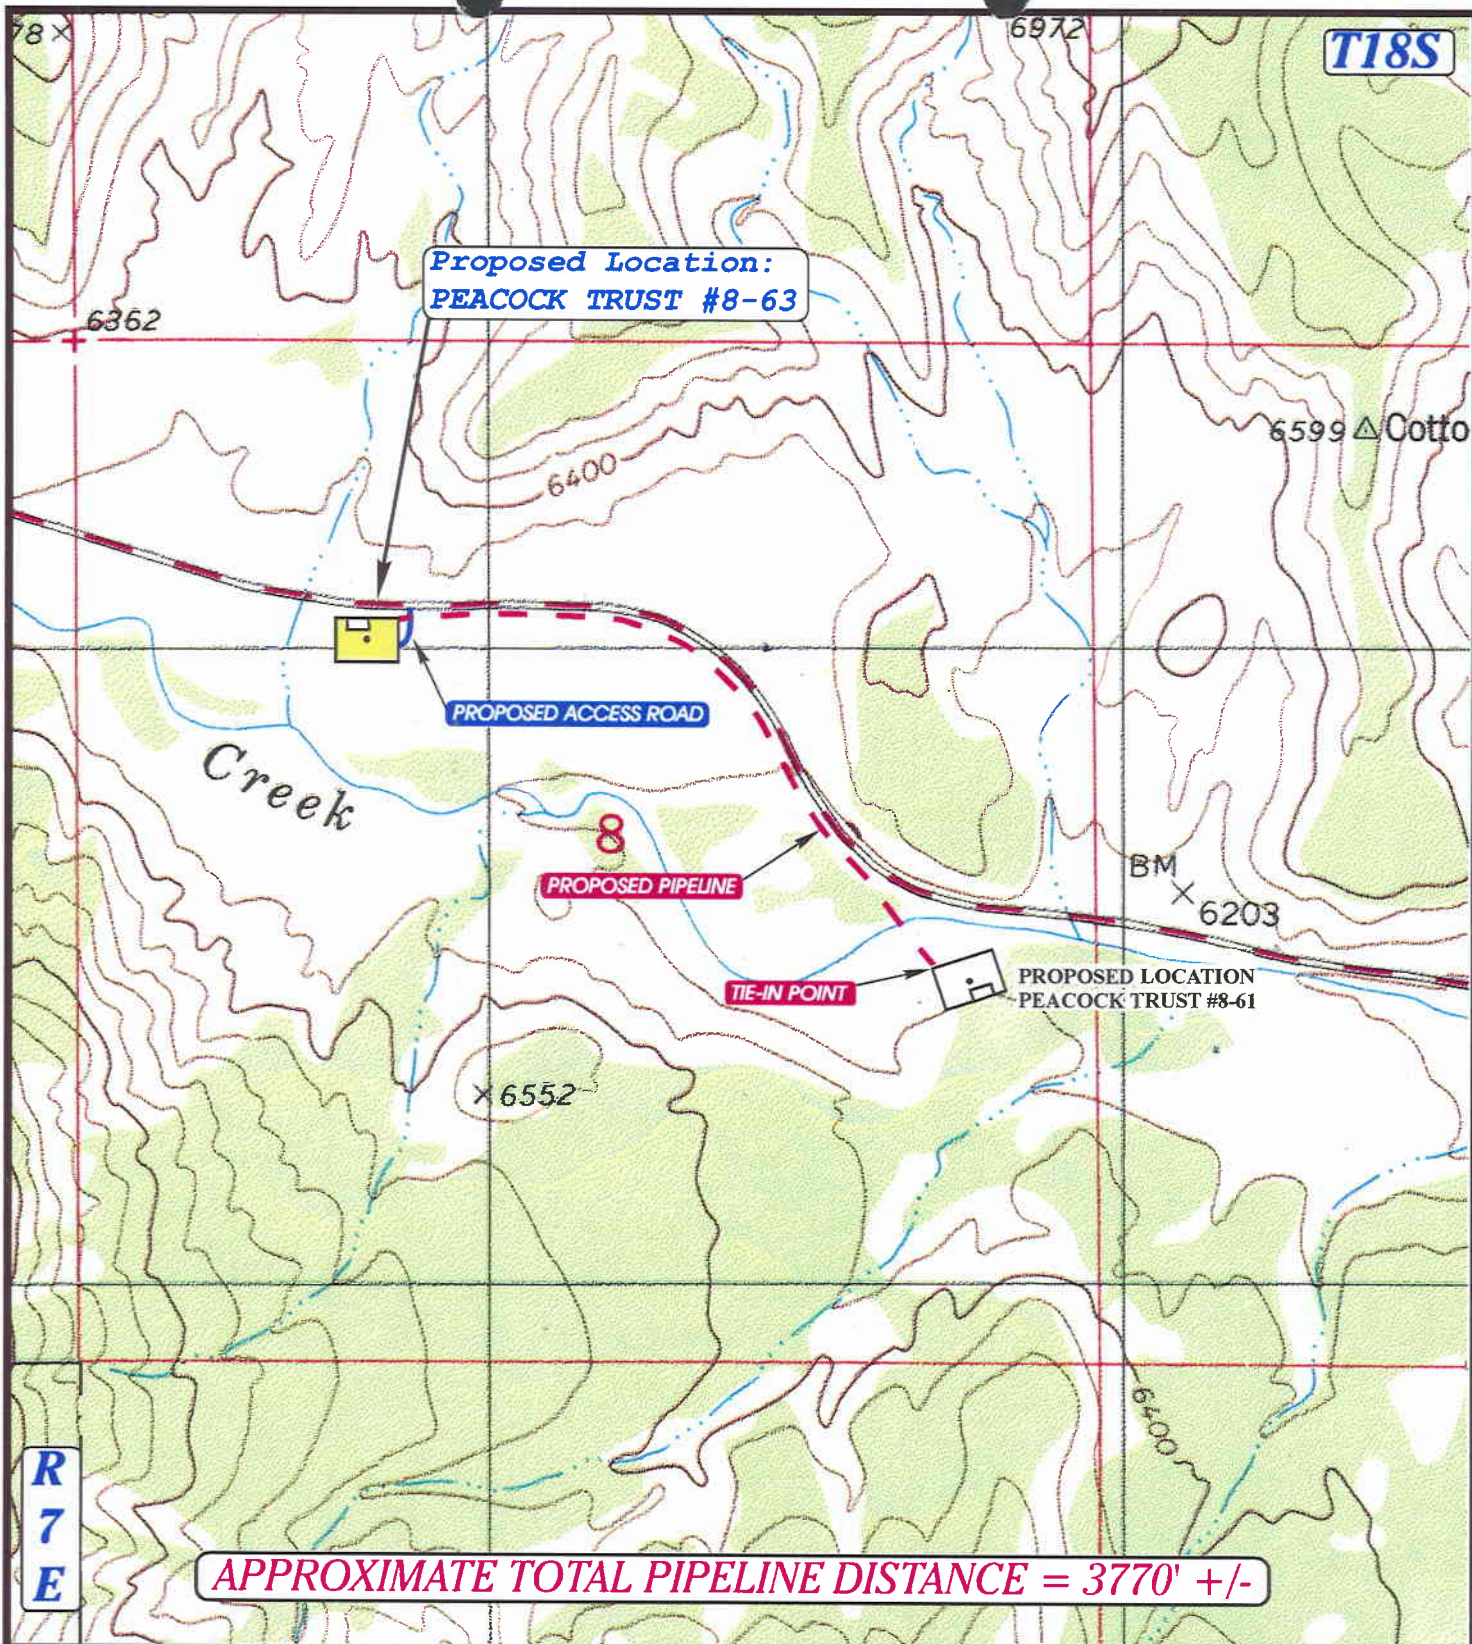 78
6972
T18S
Proposed Location:
PEACOCK TRUST #8-63
6362
6599
Cotto
6400
PROPOSED ACCESS ROAD
Creek
8
PROPOSED PIPELINE
BM
6203
TIE-IN POINT
PROPOSED LOCATION
PEACOCK TRUST #8-61
6552
6400
R
7
E
APPROXIMATE TOTAL PIPELINE DISTANCE = 3770' +/-